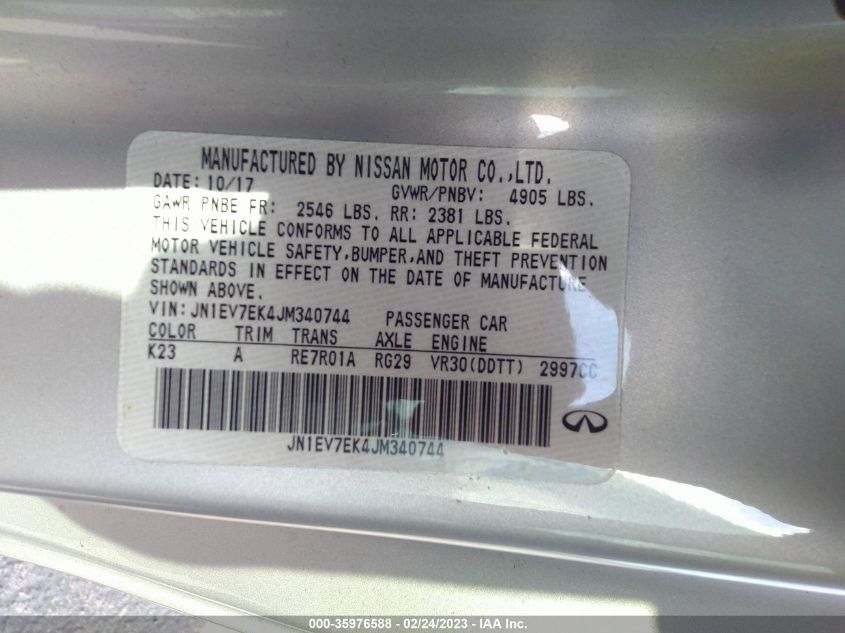 MANUFACTURED BY NISSAN MOTOR CO.,LTD.
DATE: 10/17 GVWR/PNBV: 4905 LBS.
GAWR PNBE FR: 2546 LBS. RR: 2381 LBS.
THIS VEHICLE CONFORMS TO ALL APPLICABLE FEDERAL
MOTOR VEHICLE SAFETY,BUMPER,AND THEFT PREVENTION
STANDARDS IN EFFECT ON THE DATE OF MANUFACTURE
SHOWN ABOVE.
VIN: JN1EV7EK4JM340744 PASSENGER CAR
COLOR TRIM TRANS AXLE ENGINE
K23 A RE7R01A RG29 VR30(DDTT) 2997CC
JN1EV7EK4JM340744
000-35976588 - 02/24/2023 - IAA Inc.